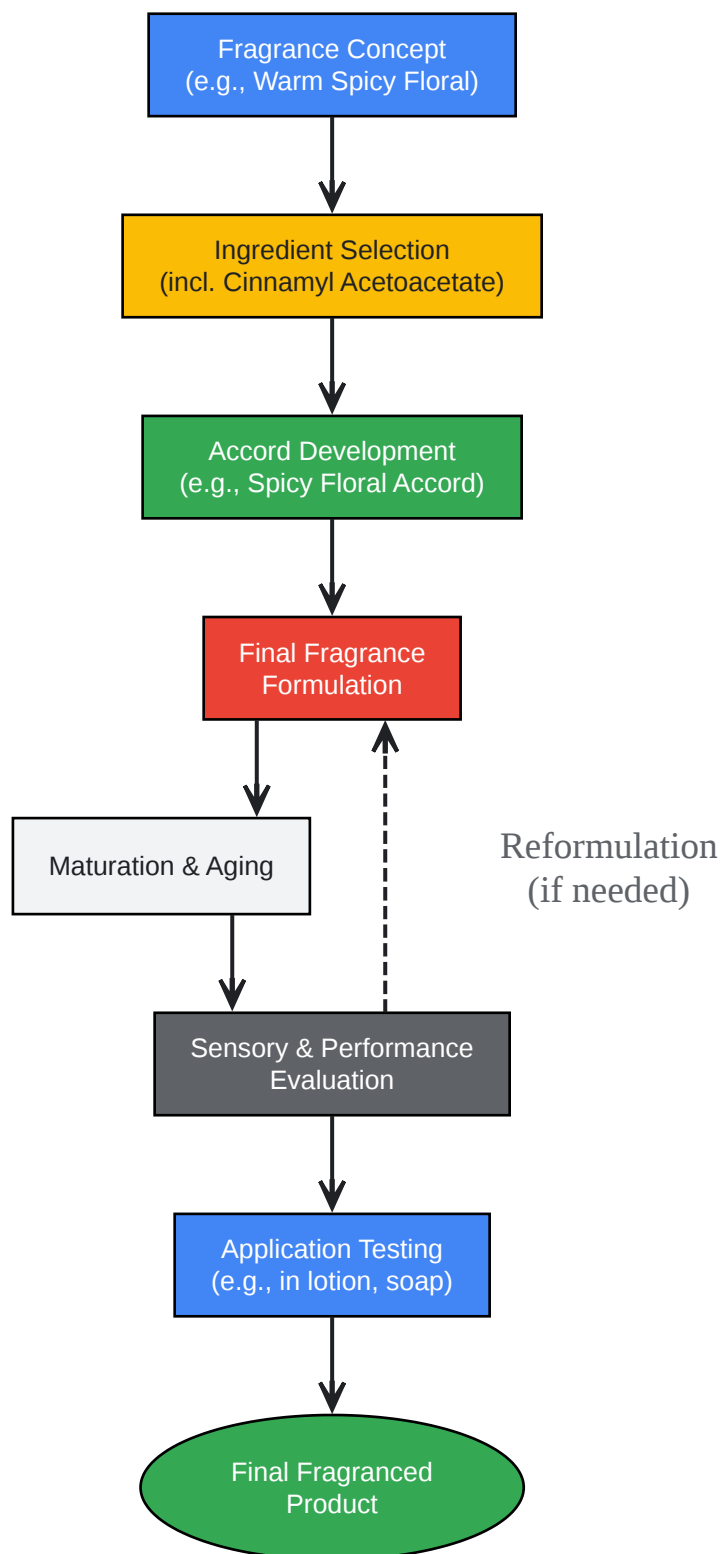 Fragrance Concept
(e.g., Warm Spicy Floral)
Ingredient Selection
(incl. Cinnamyl Acetoacetate)
Accord Development
(e.g., Spicy Floral Accord)
Final Fragrance
Formulation
Maturation & Aging
Reformulation
(if needed)
Sensory & Performance
Evaluation
Application Testing
(e.g., in lotion, soap)
Final Fragranced
Product